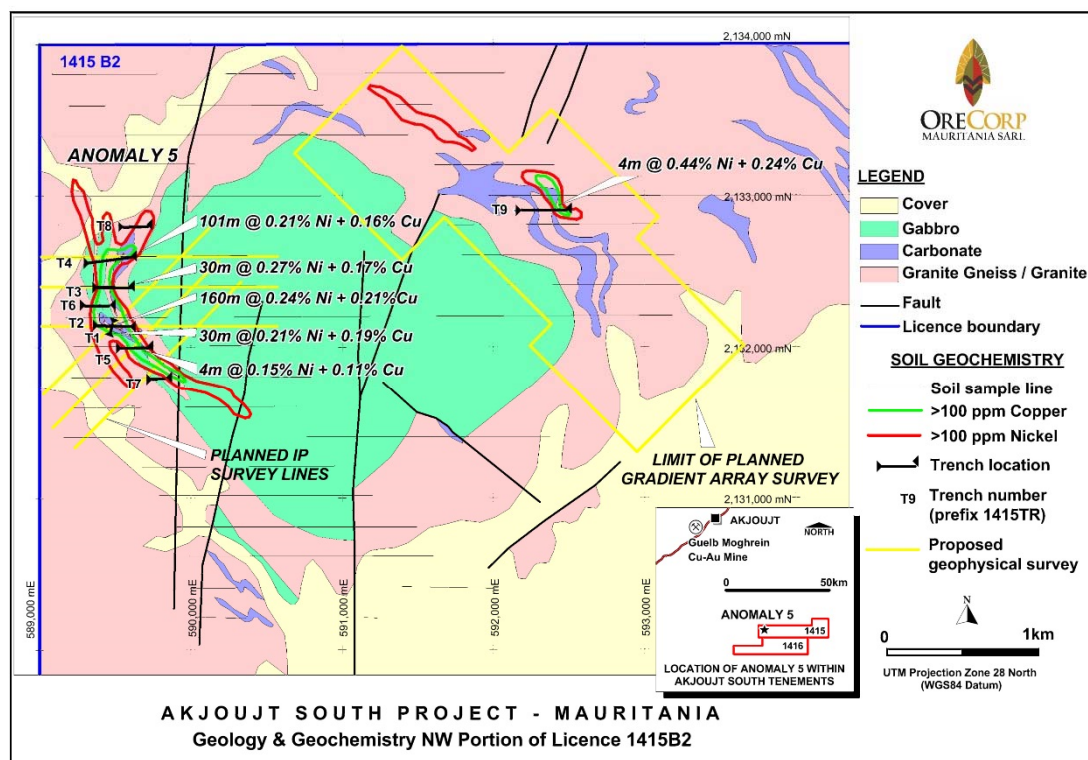 1415 B2
2,134,000 mN
ANOMALY 5
4m @ 0.44% Ni + 0.24% Cu
2,133,000 mN
T9
T8
101m @ 0.21% Ni + 0.16% Cu
T4
30m @ 0.27% Ni + 0.17% Cu
T3
160m @ 0.24% Ni + 0.21%Cu
T6
T2
30m @ 0.21% Ni + 0.19% Cu
T1
2,132,000 mN
T5
4m @ 0.15% Ni + 0.11% Cu
T7
PLANNED IP
SURVEY LINES
LIMIT OF PLANNED
GRADIENT ARRAY SURVEY
2,131,000 mN
589,000 mE
590,000 mE
591,000 mE
592,000 mE
593,000 mE
AKJOUJT
Guelb Moghrein
Cu-Au Mine
NORTH
0
50km
ANOMALY 5
1415
1416
LOCATION OF ANOMALY 5 WITHIN
AKJOUJT SOUTH TENEMENTS
ORECORP
MAURITANIA SARL
LEGEND
Cover
Gabbro
Carbonate
Granite Gneiss / Granite
Fault
Licence boundary
SOIL GEOCHEMISTRY
Soil sample line
>100 ppm Copper
>100 ppm Nickel
Trench location
T9
Trench number
(prefix 1415TR)
Proposed
geophysical survey
N
0
1km
UTM Projection Zone 28 North
(WGS84 Datum)
AKJOUJT SOUTH PROJECT - MAURITANIA
Geology & Geochemistry NW Portion of Licence 1415B2